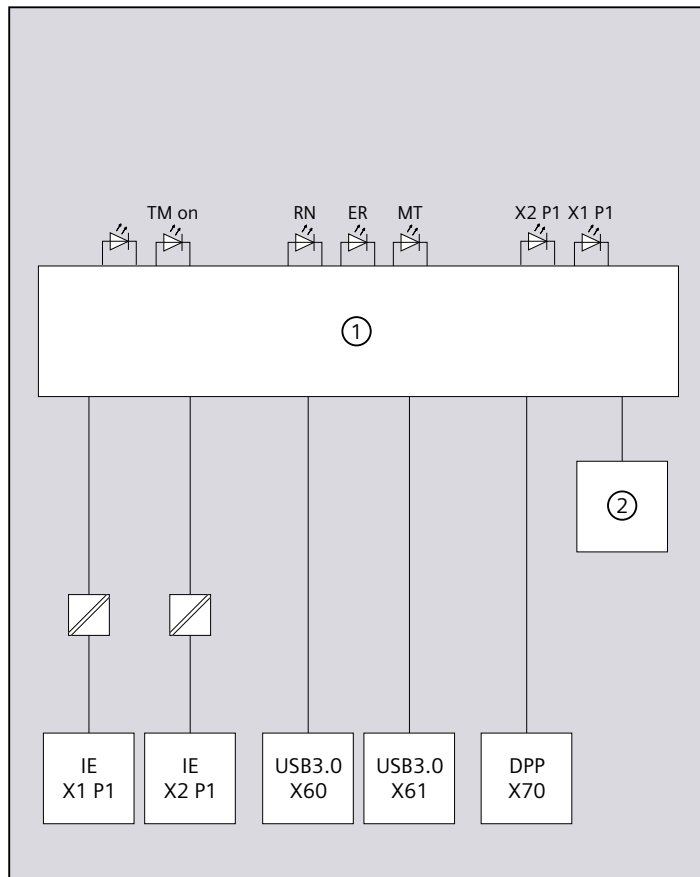 TM on RN ER MT X2 P1 X1 P1
①
②
IE
X1 P1
IE
X2 P1
USB3.0
X60
USB3.0
X61
DPP
X70